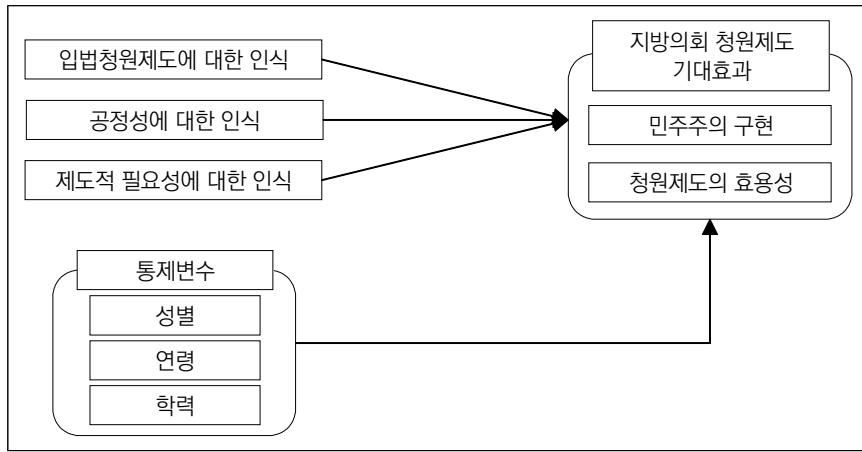 입법청원제도에 대한 인식
공정성에 대한 인식
제도적 필요성에 대한 인식
지방의회 청원제도
기대효과
민주주의 구현
청원제도의 효용성
통제변수
성별
연령
학력